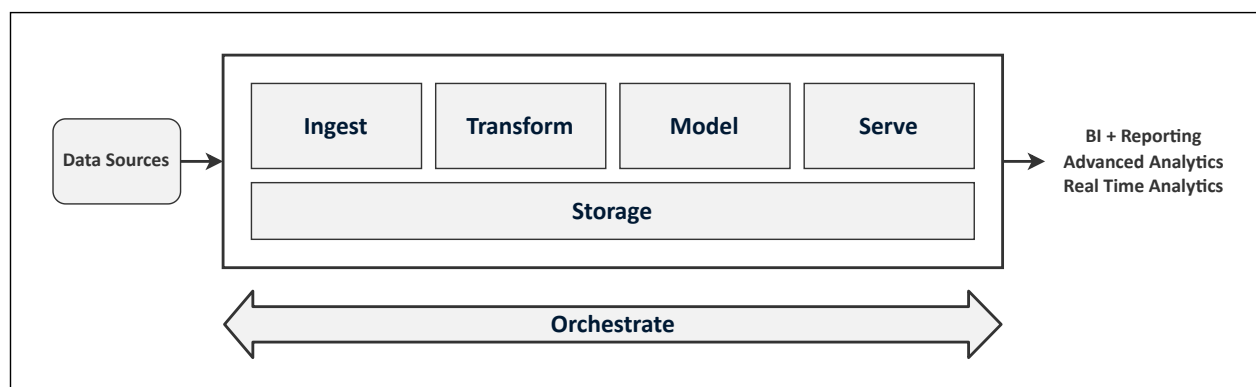 Data Sources
Ingest
Transform
Model
Serve
Storage
BI + Reporting
Advanced Analytics
Real Time Analytics
Orchestrate